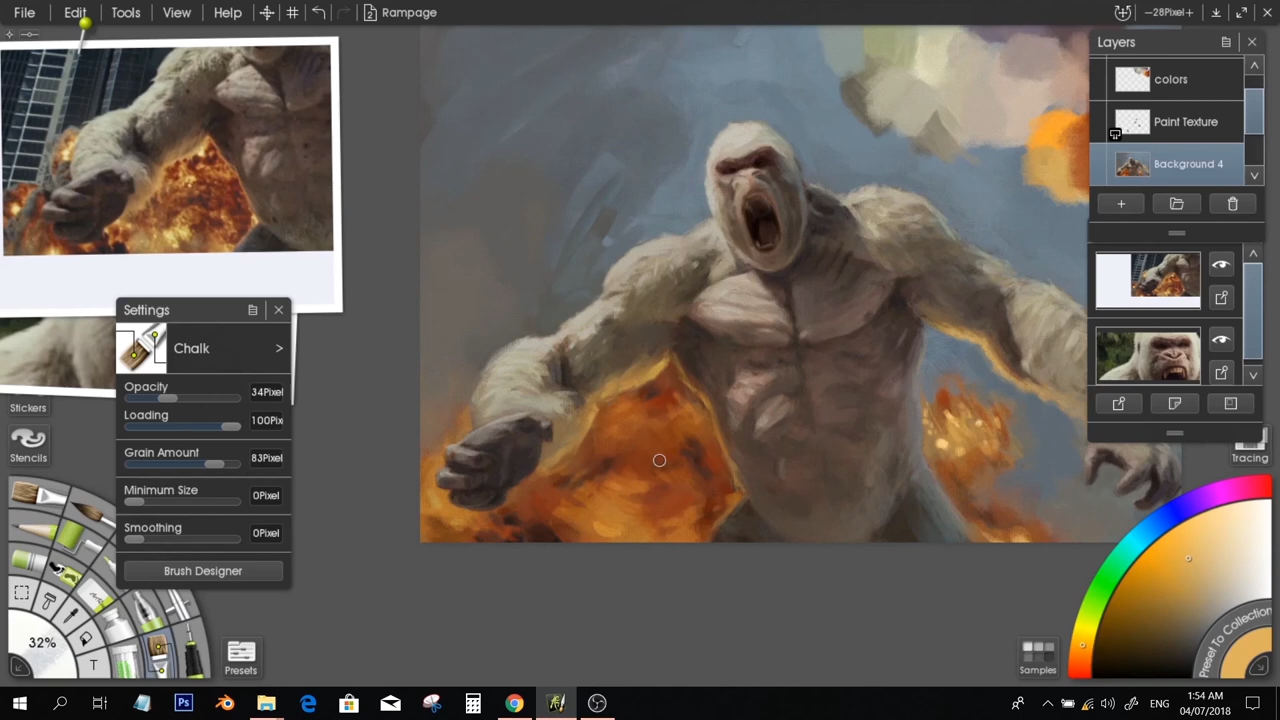 File Edit Tools View Help Rampage −28Pixel+
Layers
colors
Paint Texture
Background 4
Settings
Chalk >
Opacity 34Pixel
Loading 100Pix
Grain Amount 83Pixel
Minimum Size 0Pixel
Smoothing 0Pixel
Brush Designer
Stickers
Stencils
32%
T
Presets
Tracing
Preset To Collection
Samples
Ps
ENG
1:54 AM
04/07/2018